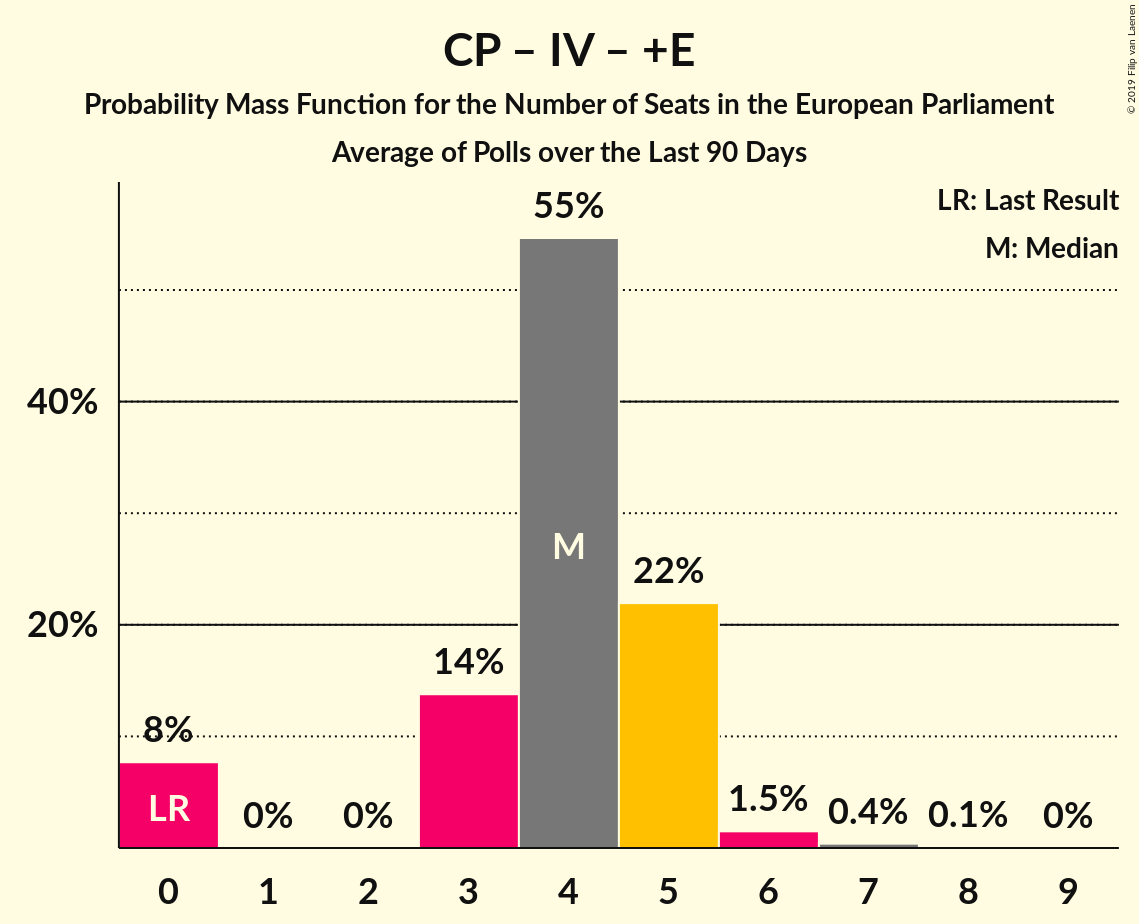 CP – IV – +E
Probability Mass Function for the Number of Seats in the European Parliament
Average of Polls over the Last 90 Days
© 2019 Filip van Laenen
LR: Last Result
M: Median
40%
20%
8%
0%
0%
14%
55%
22%
1.5%
0.4%
0.1%
0%
LR
M
0 1 2 3 4 5 6 7 8 9